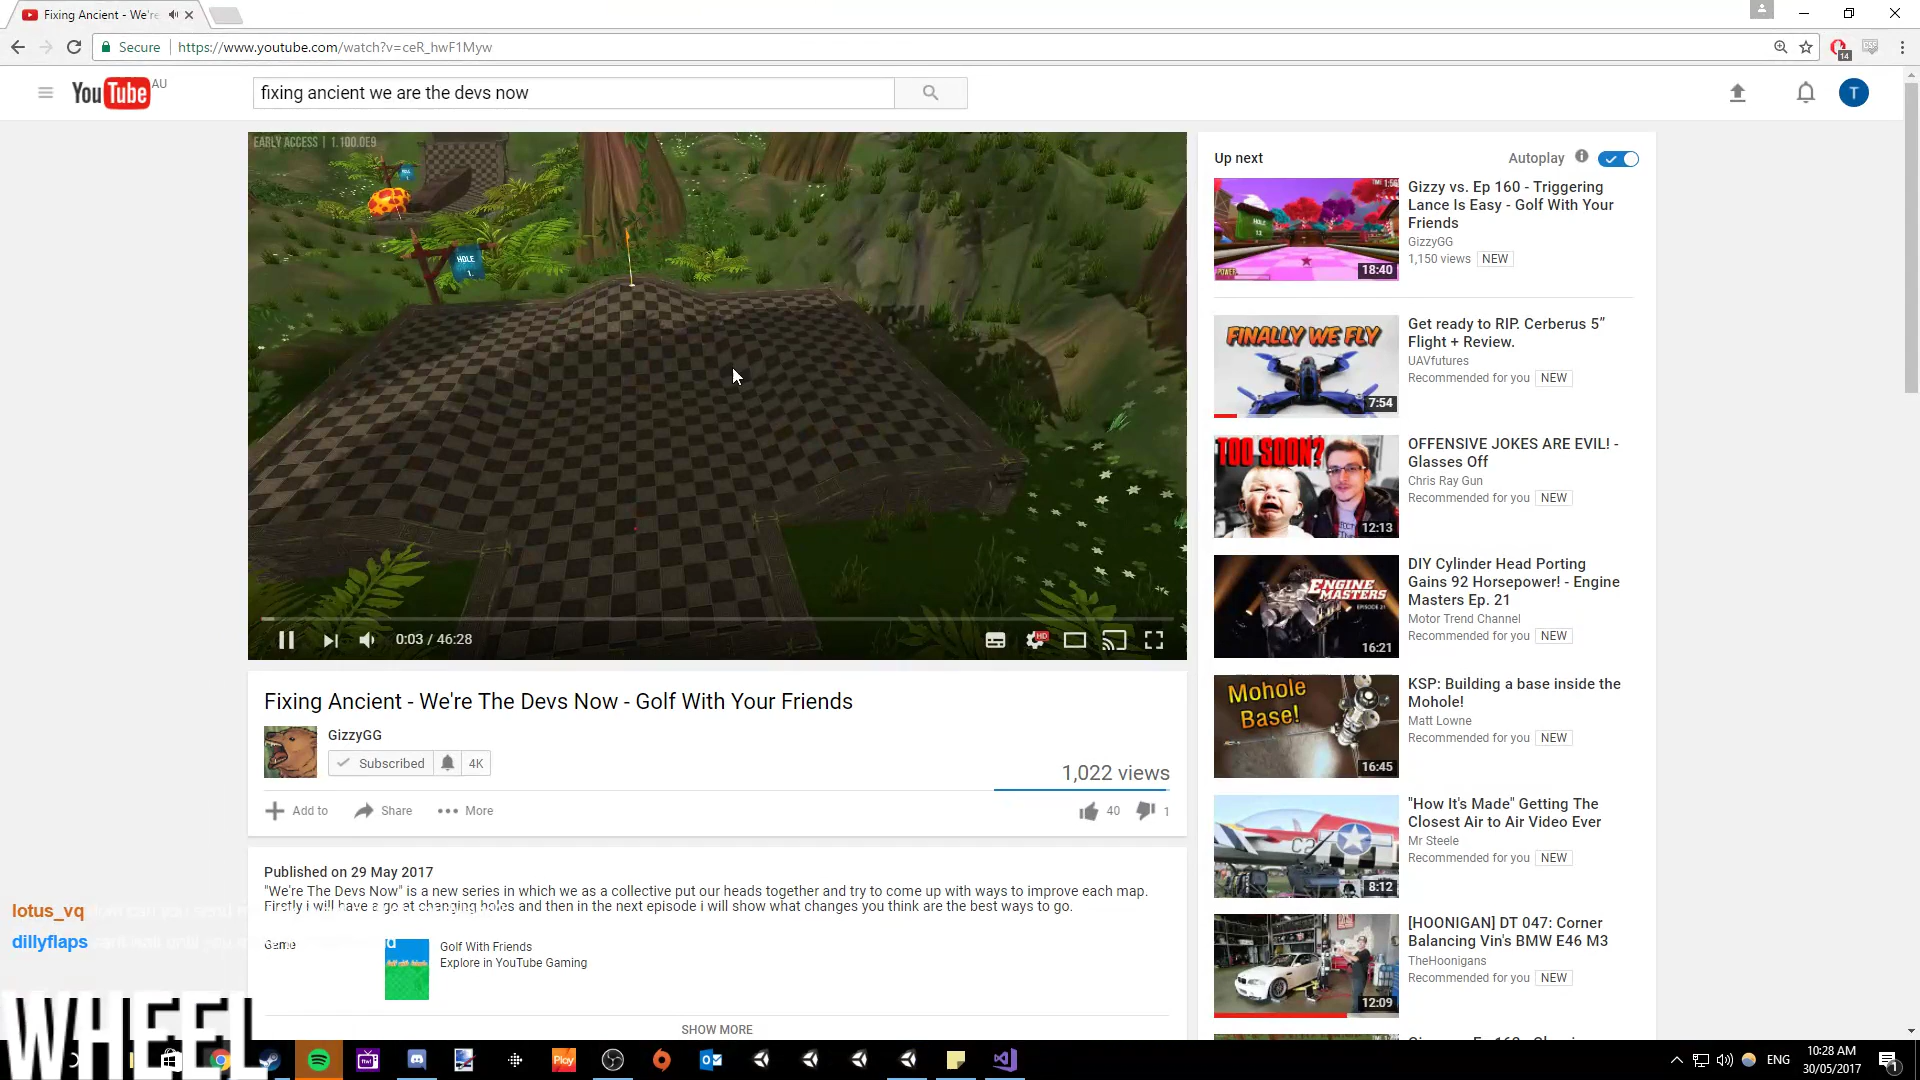 Fixing Ancient - We're
Secure https://www.youtube.com/watch?v=ceR_hwF1Myw
14
CSS
YouTube AU
fixing ancient we are the devs now
T
EARLY ACCESS | 1.100.0E9
HOLE
1.
0:03 / 46:28
HD
Fixing Ancient - We're The Devs Now - Golf With Your Friends
GizzyGG
Subscribed 4K
1,022 views
Add to Share More
40 1
Published on 29 May 2017
"We're The Devs Now" is a new series in which we as a collective put our heads together and try to come up with ways to improve each map.
Firstly i will have a go at changing holes and then in the next episode i will show what changes you think are the best ways to go.
Game
Golf With Friends
Explore in YouTube Gaming
SHOW MORE
lotus_vq
dillyflaps
WHEEL
Up next Autoplay
HOLE
12
POWER
18:40
Gizzy vs. Ep 160 - Triggering
Lance Is Easy - Golf With Your
Friends
GizzyGG
1,150 views NEW
FINALLY WE FLY
7:54
Get ready to RIP. Cerberus 5”
Flight + Review.
UAVfutures
Recommended for you NEW
TOO SOON?
12:13
OFFENSIVE JOKES ARE EVIL! -
Glasses Off
Chris Ray Gun
Recommended for you NEW
ENGINE
MASTERS
EPISODE 21
16:21
DIY Cylinder Head Porting
Gains 92 Horsepower! - Engine
Masters Ep. 21
Motor Trend Channel
Recommended for you NEW
Mohole
Base!
16:45
KSP: Building a base inside the
Mohole!
Matt Lowne
Recommended for you NEW
8:12
"How It's Made" Getting The
Closest Air to Air Video Ever
Mr Steele
Recommended for you NEW
12:09
[HOONIGAN] DT 047: Corner
Balancing Vin's BMW E46 M3
TheHoonigans
Recommended for you NEW
Play
ENG
10:28 AM
30/05/2017
1